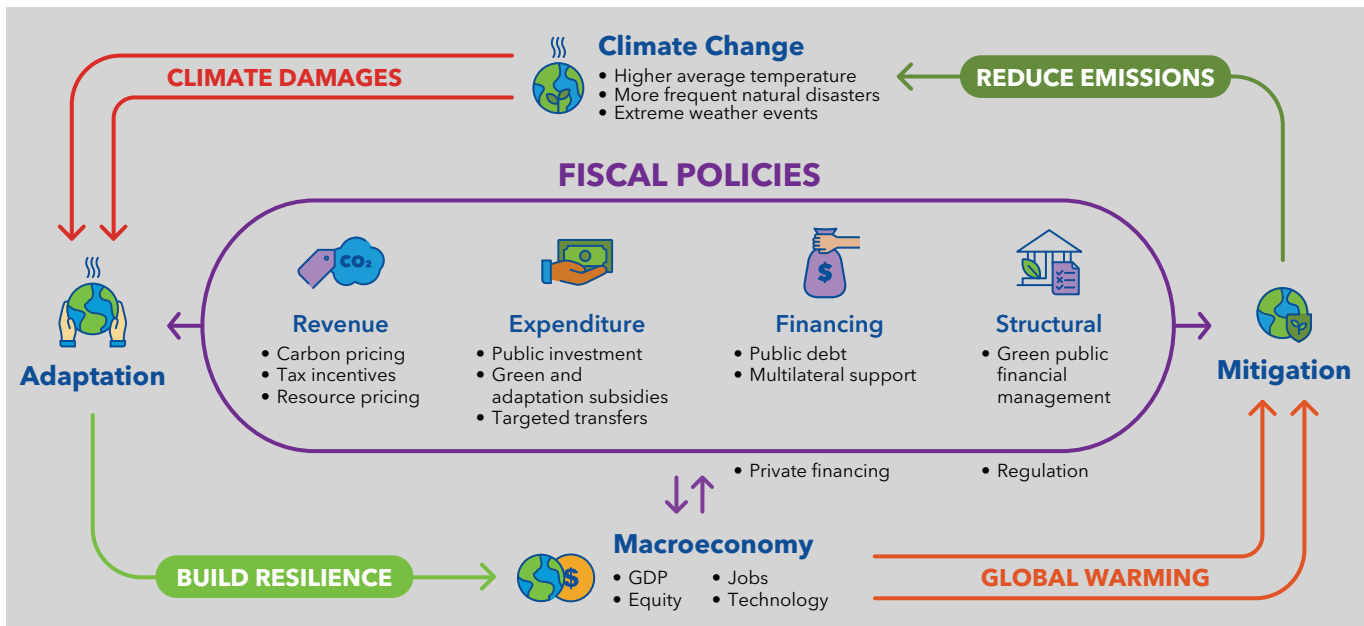 Climate Change
• Higher average temperature
• More frequent natural disasters
• Extreme weather events
CLIMATE DAMAGES
REDUCE EMISSIONS
FISCAL POLICIES
CO₂
$
Revenue
• Carbon pricing
• Tax incentives
• Resource pricing
Expenditure
• Public investment
• Green and
adaptation subsidies
• Targeted transfers
Financing
• Public debt
• Multilateral support
• Private financing
Structural
• Green public
financial
management
• Regulation
Adaptation
Mitigation
BUILD RESILIENCE
$
Macroeconomy
• GDP
• Equity
• Jobs
• Technology
GLOBAL WARMING